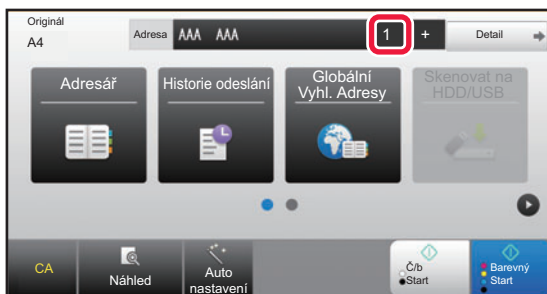 Originál
A4
Adresa AAA AAA 1 + Detail
Adresář
Historie odeslání
Globální
Vyhl. Adresy
Skenovat na
HDD/USB
CA
Náhled
Auto
nastavení
Č/b
Start
Barevný
Start